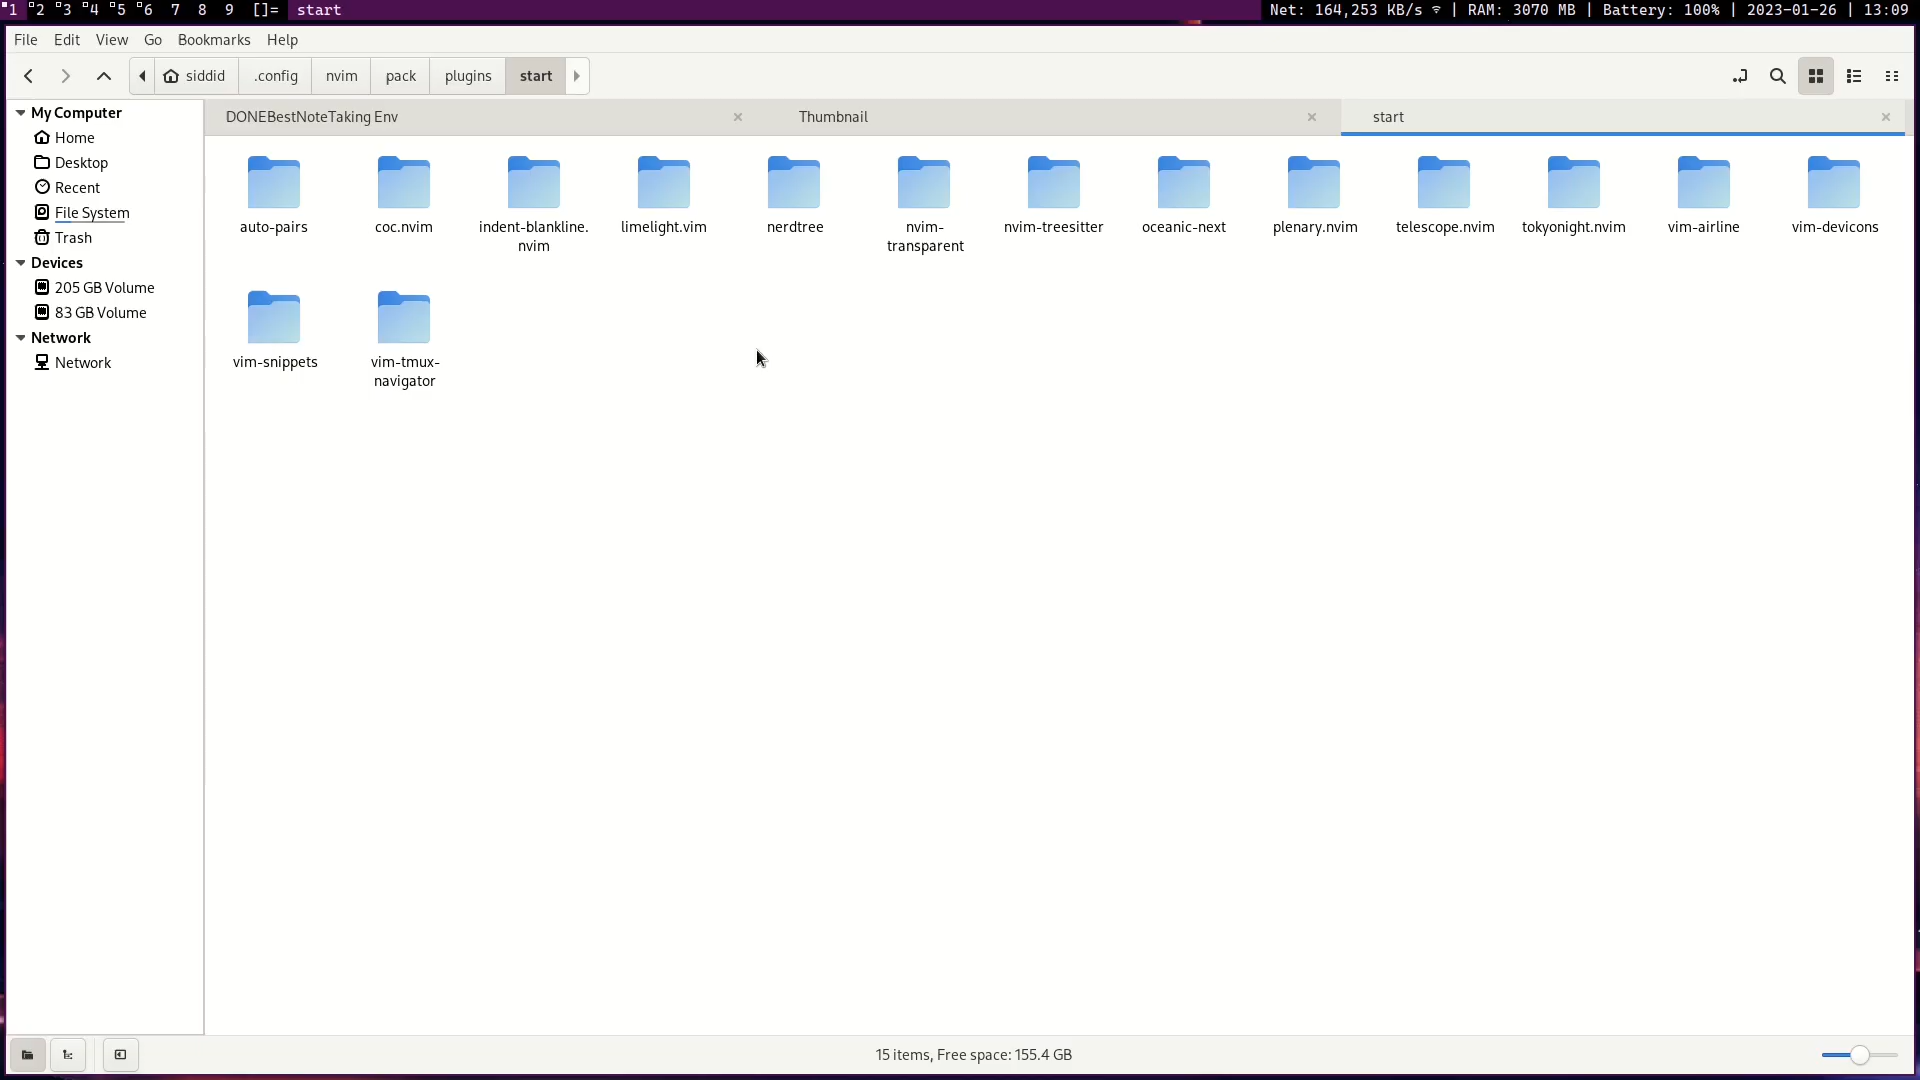 1 2 3 4 5 6 7 8 9 []= start Net: 164,253 KB/s | RAM: 3070 MB | Battery: 100% | 2023-01-26 | 13:09
File Edit View Go Bookmarks Help
siddid .config nvim pack plugins start
My Computer
Home
Desktop
Recent
File System
Trash
Devices
205 GB Volume
83 GB Volume
Network
Network
DONEBestNoteTaking Env Thumbnail start
auto-pairs
coc.nvim
indent-blankline.
nvim
limelight.vim
nerdtree
nvim-
transparent
nvim-treesitter
oceanic-next
plenary.nvim
telescope.nvim
tokyonight.nvim
vim-airline
vim-devicons
vim-snippets
vim-tmux-
navigator
15 items, Free space: 155.4 GB